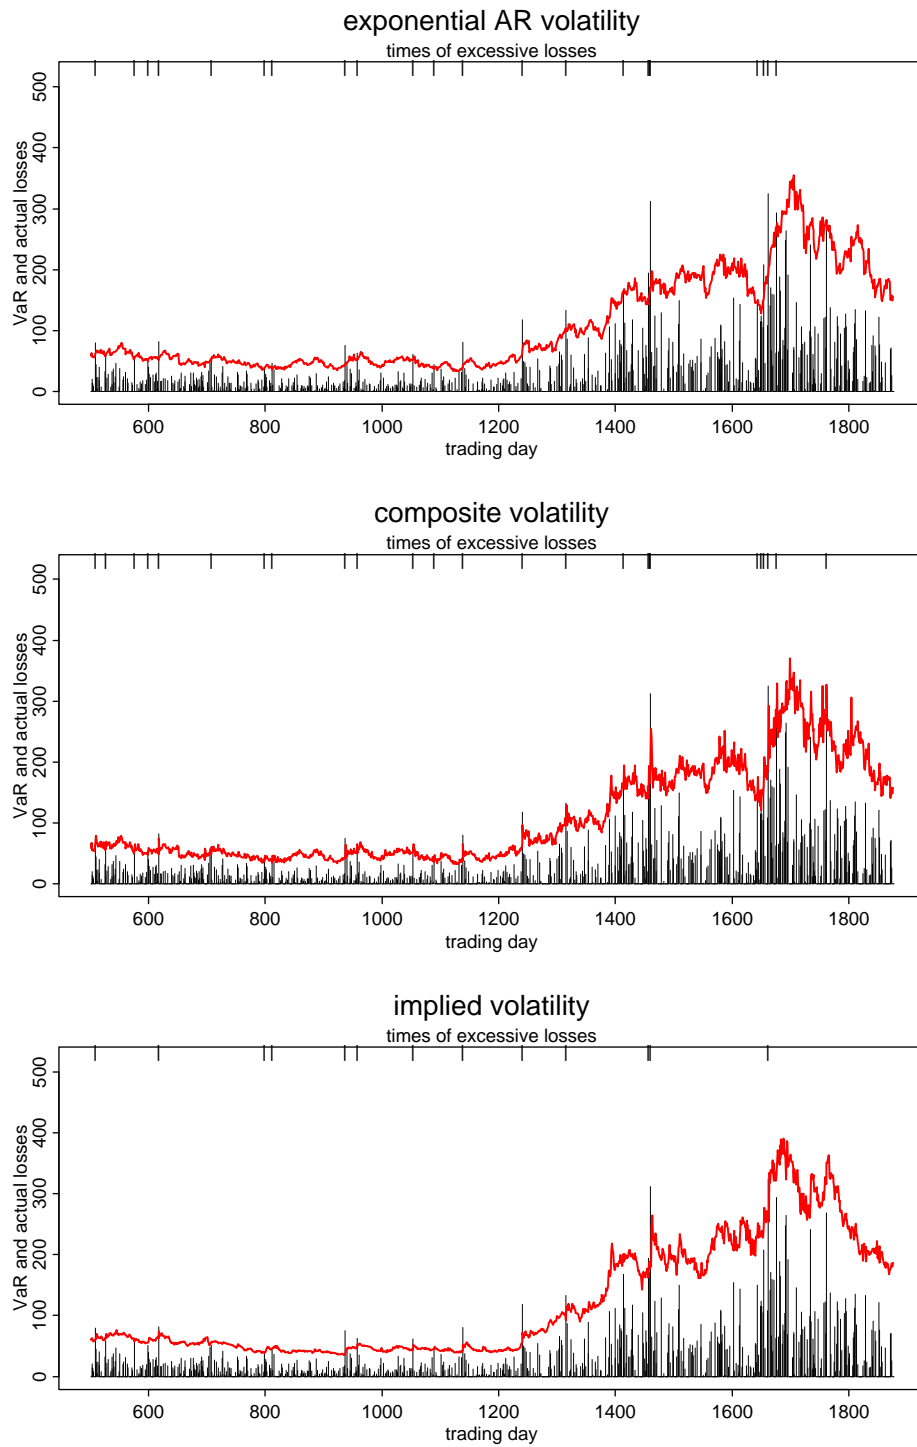 exponential AR volatility
times of excessive losses
VaR and actual losses
0 100 200 300 400 500
600 800 1000 1200 1400 1600 1800
trading day
composite volatility
times of excessive losses
VaR and actual losses
0 100 200 300 400 500
600 800 1000 1200 1400 1600 1800
trading day
implied volatility
times of excessive losses
VaR and actual losses
0 100 200 300 400 500
600 800 1000 1200 1400 1600 1800
trading day